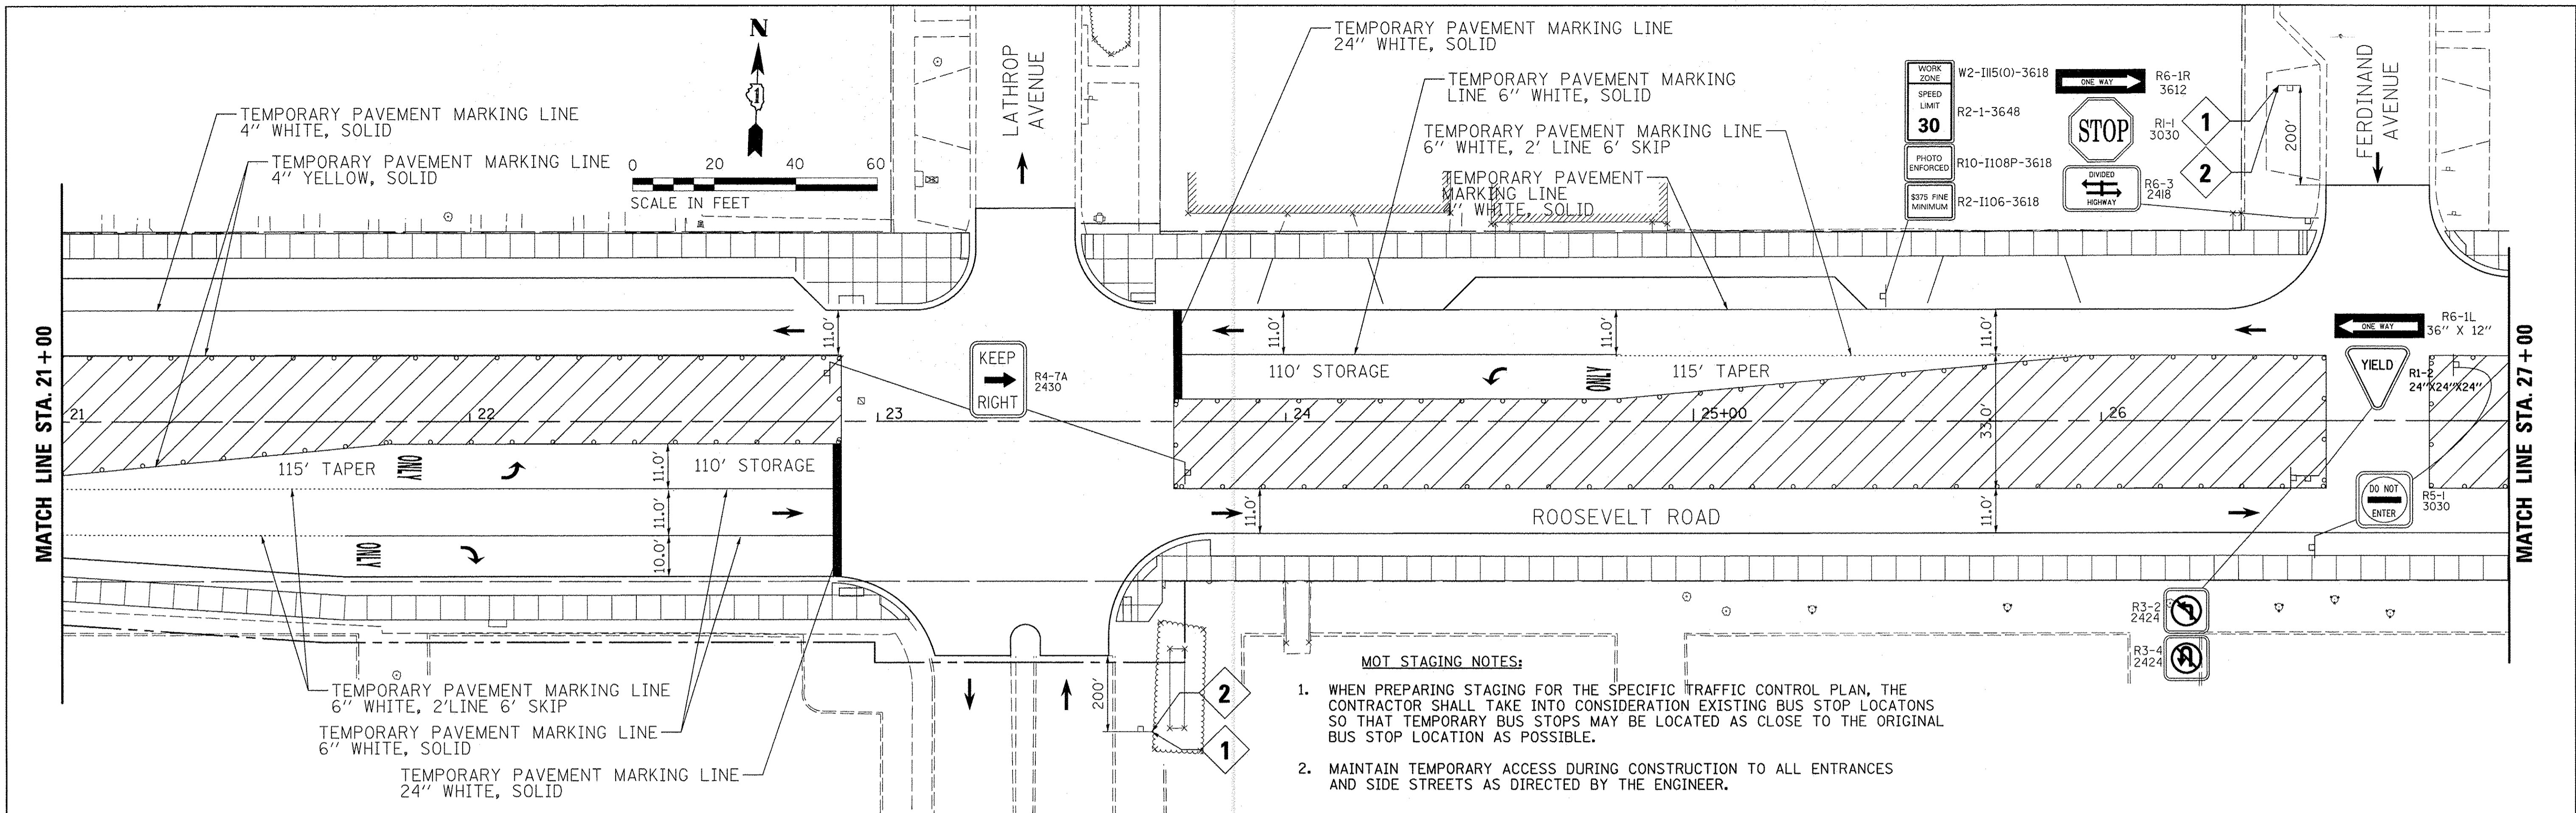 N
1
LATHROP
AVENUE
TEMPORARY PAVEMENT MARKING LINE
24" WHITE, SOLID
TEMPORARY PAVEMENT MARKING
LINE 6" WHITE, SOLID
TEMPORARY PAVEMENT MARKING LINE
6" WHITE, 2' LINE 6' SKIP
TEMPORARY PAVEMENT
MARKING LINE
4" WHITE, SOLID
TEMPORARY PAVEMENT MARKING LINE
4" WHITE, SOLID
TEMPORARY PAVEMENT MARKING LINE
4" YELLOW, SOLID
0 20 40 60
SCALE IN FEET
WORK
ZONE
W2-I115(O)-3618
SPEED
LIMIT
30
R2-1-3648
PHOTO
ENFORCED
R10-I108P-3618
$375 FINE
MINIMUM
R2-I106-3618
ONE WAY
R6-1R
3612
STOP
R1-1
3030
DIVIDED
HIGHWAY
R6-3
2418
1
2
200'
FERDINAND
AVENUE
MATCH LINE STA. 21+00
11.0'
KEEP
RIGHT
R4-7A
2430
11.0'
11.0'
11.0'
110' STORAGE
ONLY
115' TAPER
ONE WAY
R6-1L
36" X 12"
YIELD
R1-2
24"X24"X24"
21
22
23
24
25+00
26
33.0'
115' TAPER
ONLY
11.0'
110' STORAGE
11.0'
11.0'
ROOSEVELT ROAD
11.0'
DO NOT
ENTER
R5-1
3030
ONLY
10.0'
MATCH LINE STA. 27+00
R3-2
2424
R3-4
2424
TEMPORARY PAVEMENT MARKING LINE
6" WHITE, 2'LINE 6' SKIP
TEMPORARY PAVEMENT MARKING LINE
6" WHITE, SOLID
TEMPORARY PAVEMENT MARKING LINE
24" WHITE, SOLID
200'
2
1
MOT STAGING NOTES:
1. WHEN PREPARING STAGING FOR THE SPECIFIC TRAFFIC CONTROL PLAN, THE
CONTRACTOR SHALL TAKE INTO CONSIDERATION EXISTING BUS STOP LOCATONS
SO THAT TEMPORARY BUS STOPS MAY BE LOCATED AS CLOSE TO THE ORIGINAL
BUS STOP LOCATION AS POSSIBLE.
2. MAINTAIN TEMPORARY ACCESS DURING CONSTRUCTION TO ALL ENTRANCES
AND SIDE STREETS AS DIRECTED BY THE ENGINEER.